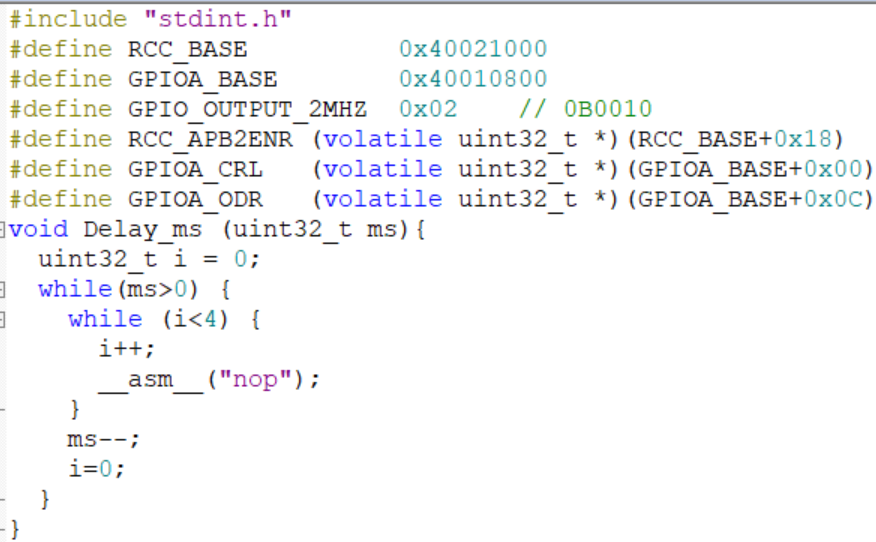 #include "stdint.h"
#define RCC_BASE          0x40021000
#define GPIOA_BASE        0x40010800
#define GPIO_OUTPUT_2MHZ  0x02    // 0B0010
#define RCC_APB2ENR (volatile uint32_t *)(RCC_BASE+0x18)
#define GPIOA_CRL   (volatile uint32_t *)(GPIOA_BASE+0x00)
#define GPIOA_ODR   (volatile uint32_t *)(GPIOA_BASE+0x0C)
void Delay_ms (uint32_t ms){
  uint32_t i = 0;
  while(ms>0) {
    while (i<4) {
      i++;
      __asm__("nop");
    }
    ms--;
    i=0;
  }
}